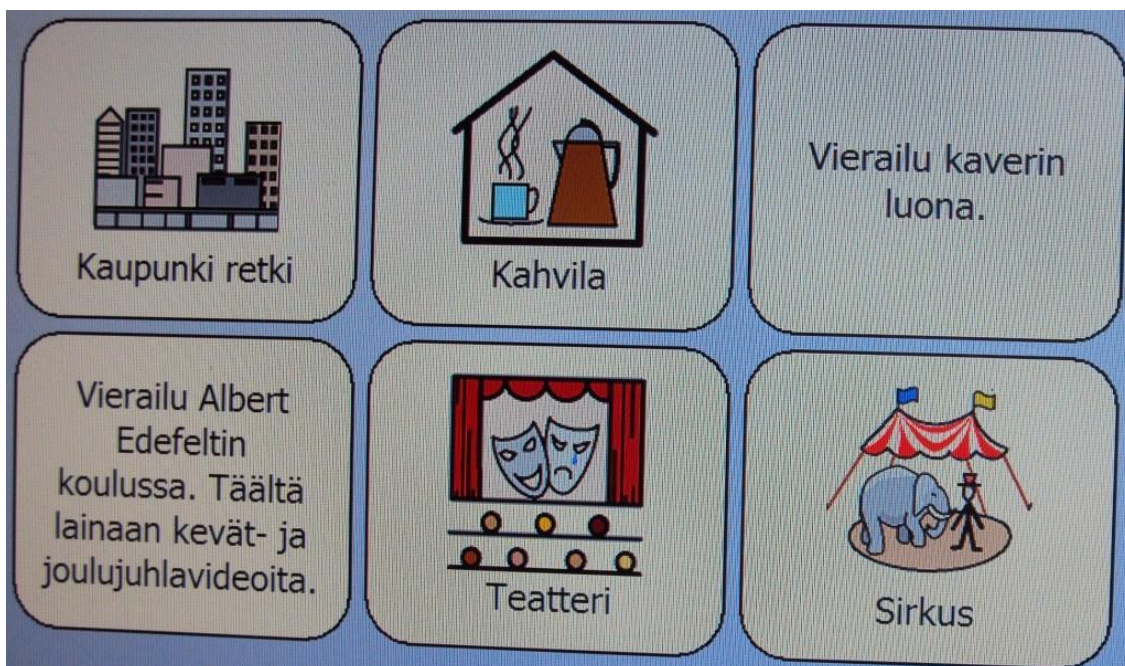 Kaupunki retki
Kahvila
Vierailu kaverin
luona.
Vierailu Albert
Edefeltin
koulussa. Täältä
lainaan kevät- ja
joulujuhlavideoita.
Teatteri
Sirkus